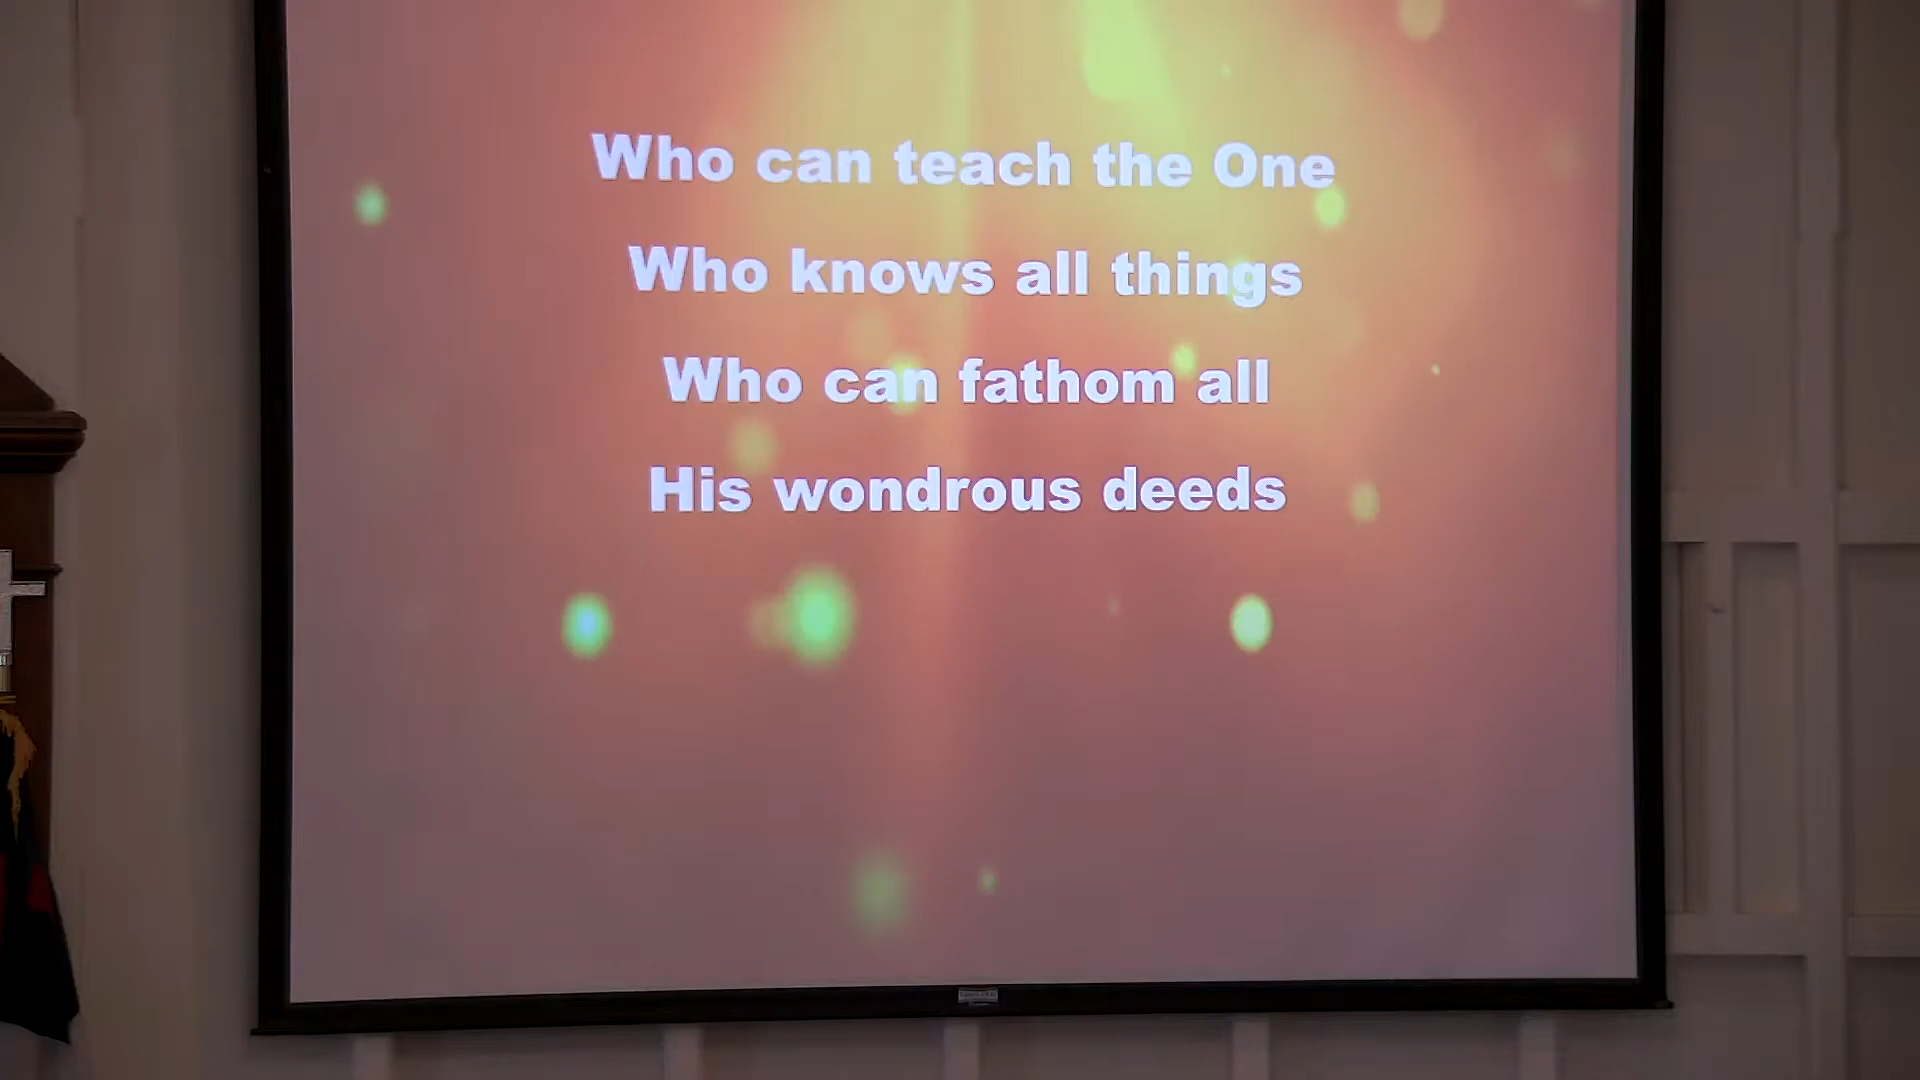 Who can teach the One
Who knows all things
Who can fathom all
His wondrous deeds